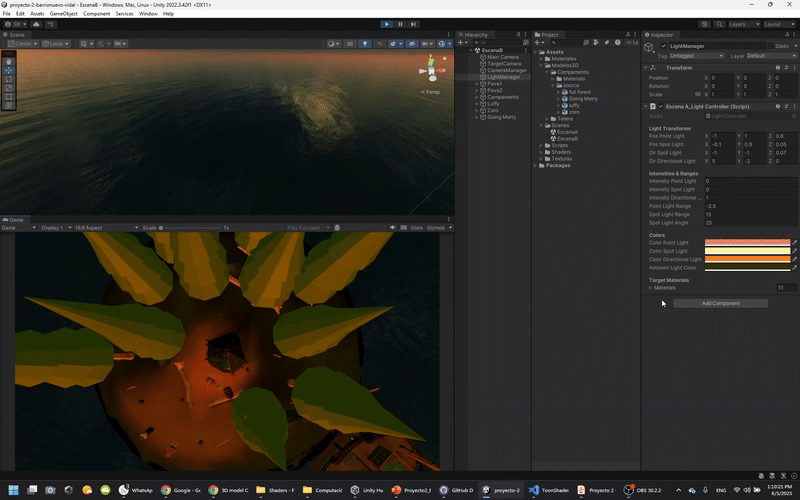 proyecto-2-barrionuevo-vidal - EscenaB - Windows, Mac, Linux - Unity 2022.3.42f1 <DX11>
File Edit Assets GameObject Component Services Window Help
Layers Layout
Scene
Center Local
2D
Persp
Game
Game Display 1 16:9 Aspect Scale 1x Play Focused Stats Gizmos
Hierarchy
All
EscenaB
Main Camera
TargetCamera
CameraManager
LightManager
Pava1
Pava2
Campamento
Luffy
Zoro
Going Merry
Project
14
Assets
Materiales
Modelos3D
Campamento
Materials
source
full forest
Going Merry
luffy
zoro
Tetera
Scenes
EscenaA
EscenaB
Scripts
Shaders
Texturas
Packages
Inspector
LightManager Static
Tag Untagged Layer Default
Transform
Position X 0 Y 0 Z 0
Rotation X 0 Y 0 Z 0
Scale X 1 Y 1 Z 1
Escena A_Light Controller (Script)
Script
Light Transforms
Pos Point Light X -1 Y 1 Z 0.6
Pos Spot Light X -0.1 Y 0.9 Z 0.05
Dir Spot Light X -1 Y -1 Z 0.07
Dir Directional Light X 5 Y -2 Z 0
Intensities & Ranges
Intensity Point Light 0
Intensity Spot Light 0
Intensity Directional ... 1
Point Light Range -3.5
Spot Light Range 15
Spot Light Angle 25
Colors
Color Point Light
Color Spot Light
Color Directional Light
Ambient Light Color
Target Materials
Materials 31
Add Component
WhatsApp
Google - Go
3D model C
Shaders - F
Computació
Unity Hu
Proyecto2_I
GitHub D
proyecto-2
ToonShade
Proyecto 2
OBS 30.2.2
ENG
1:10:21 PM
6/5/2025